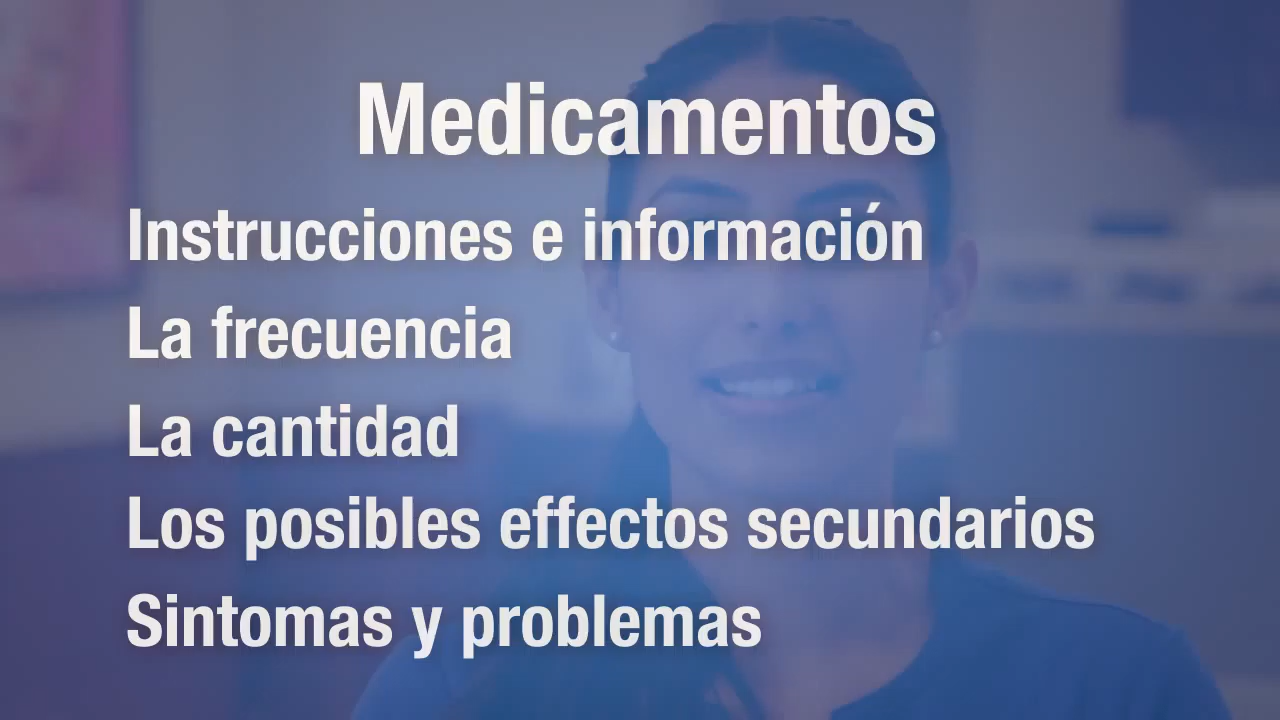 Medicamentos
Instrucciones e información
La frecuencia
La cantidad
Los posibles effectos secundarios
Sintomas y problemas